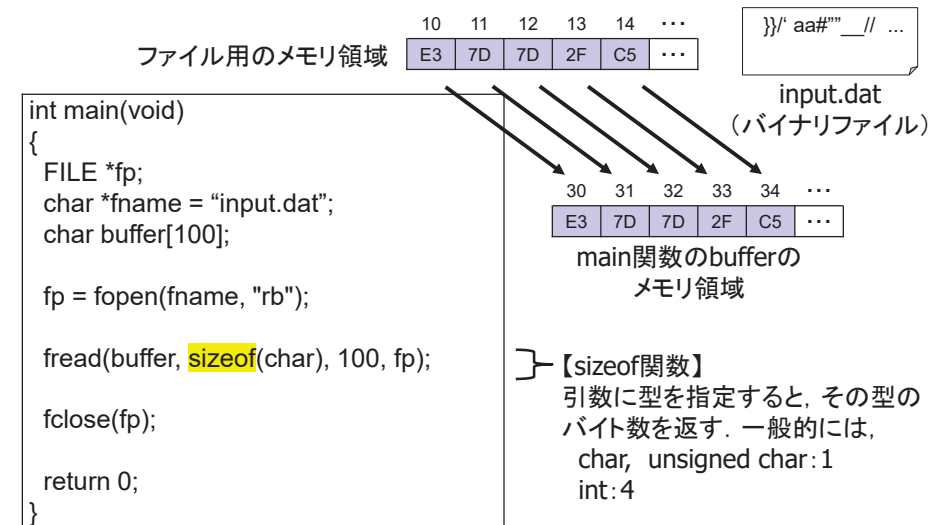 10 11 12 13 14 ・・・
ファイル用のメモリ領域 E3 7D 7D 2F C5 ・・・
}}/‘ aa#””__// ...
input.dat
（バイナリファイル）
int main(void)
{
FILE *fp;
char *fname = “input.dat”;
char buffer[100];
fp = fopen(fname, "rb");
fread(buffer, sizeof(char), 100, fp);
fclose(fp);
return 0;
}
30 31 32 33 34 ・・・
E3 7D 7D 2F C5 ・・・
main関数のbufferの
メモリ領域
【sizeof関数】
引数に型を指定すると，その型の
バイト数を返す．一般的には，
char, unsigned char：1
int：4